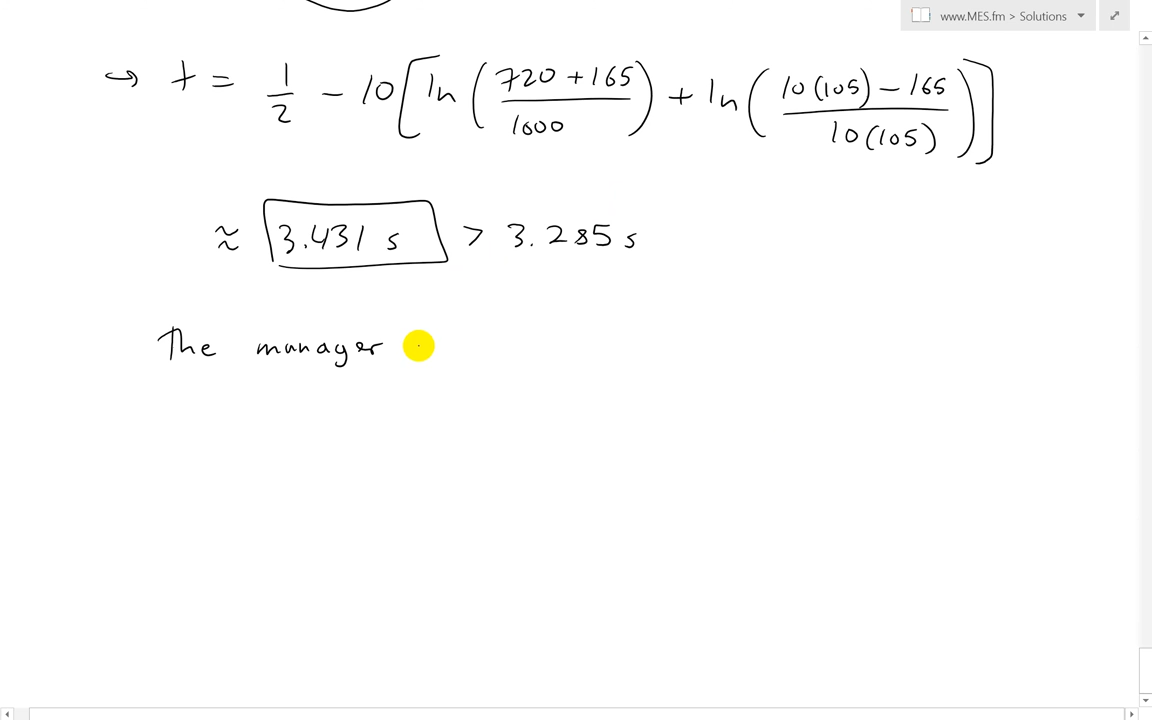 www.MES.fm > Solutions
↪ t = 1/2 − 10[ln((720 + 165)/1000) + ln((10(105) − 165)/10(105))]
≈ 3.431 s > 3.285 s
The manager